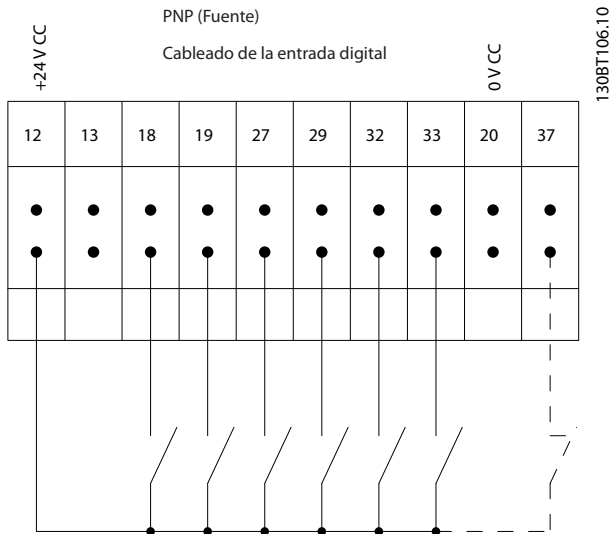 PNP (Fuente)
Cableado de la entrada digital
+24 V CC
0 V CC
130BT106.10
12 13 18 19 27 29 32 33 20 37